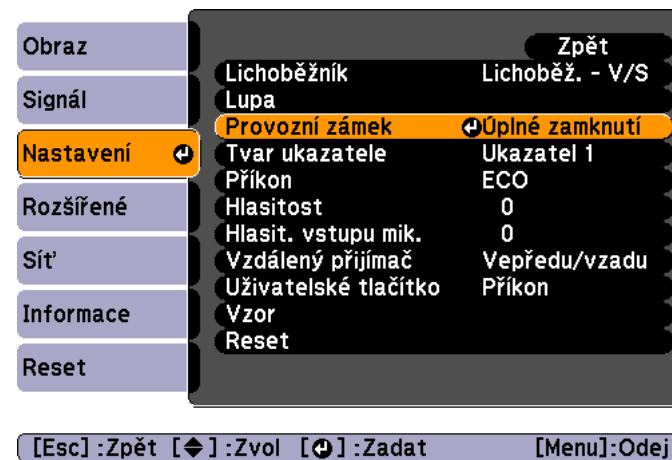 Obraz
Signál
Nastavení
Rozšířené
Síť
Informace
Reset
Zpět
Lichoběžník Lichoběž. - V/S
Lupa
Provozní zámek Úplné zamknutí
Tvar ukazatele Ukazatel 1
Příkon ECO
Hlasitost 0
Hlasit. vstupu mik. 0
Vzdálený přijímač Vepředu/vzadu
Uživatelské tlačítko Příkon
Vzor
Reset
[Esc] :Zpět [◆] :Zvol [⏎] :Zadat [Menu]:Odej